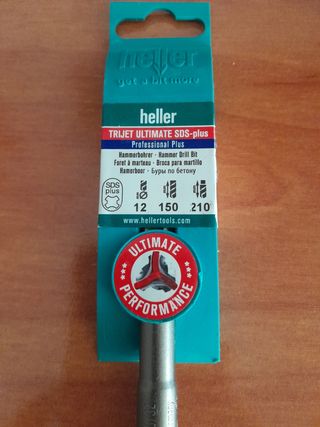 heller
get a bit more
heller
TRIJET ULTIMATE SDS-plus
Professional Plus
Hammerbohrer - Hammer Drill Bit
Foret à marteau - Broca para martillo
Hamerboor - Буры по бетону
SDS plus
12 150 210
www.hellertools.com
ULTIMATE
PERFORMANCE